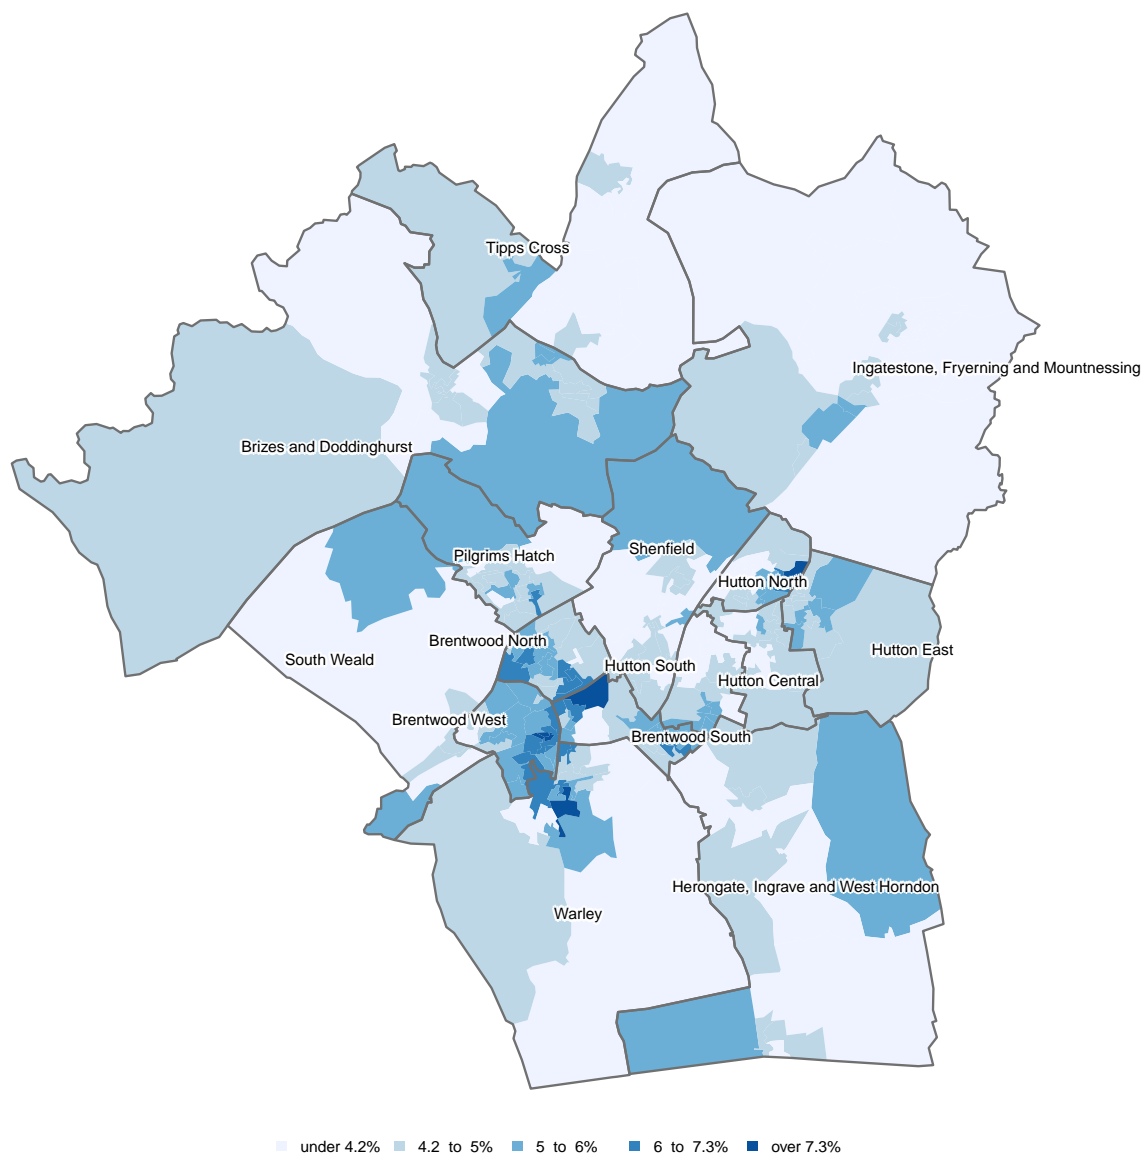 Tipps Cross
Ingatestone, Fryerning and Mountnessing
Brizes and Doddinghurst
Pilgrims Hatch
Shenfield
Hutton North
Brentwood North
Hutton East
South Weald
Hutton South
Hutton Central
Brentwood West
Brentwood South
Herongate, Ingrave and West Horndon
Warley
under 4.2% 4.2 to 5% 5 to 6% 6 to 7.3% over 7.3%